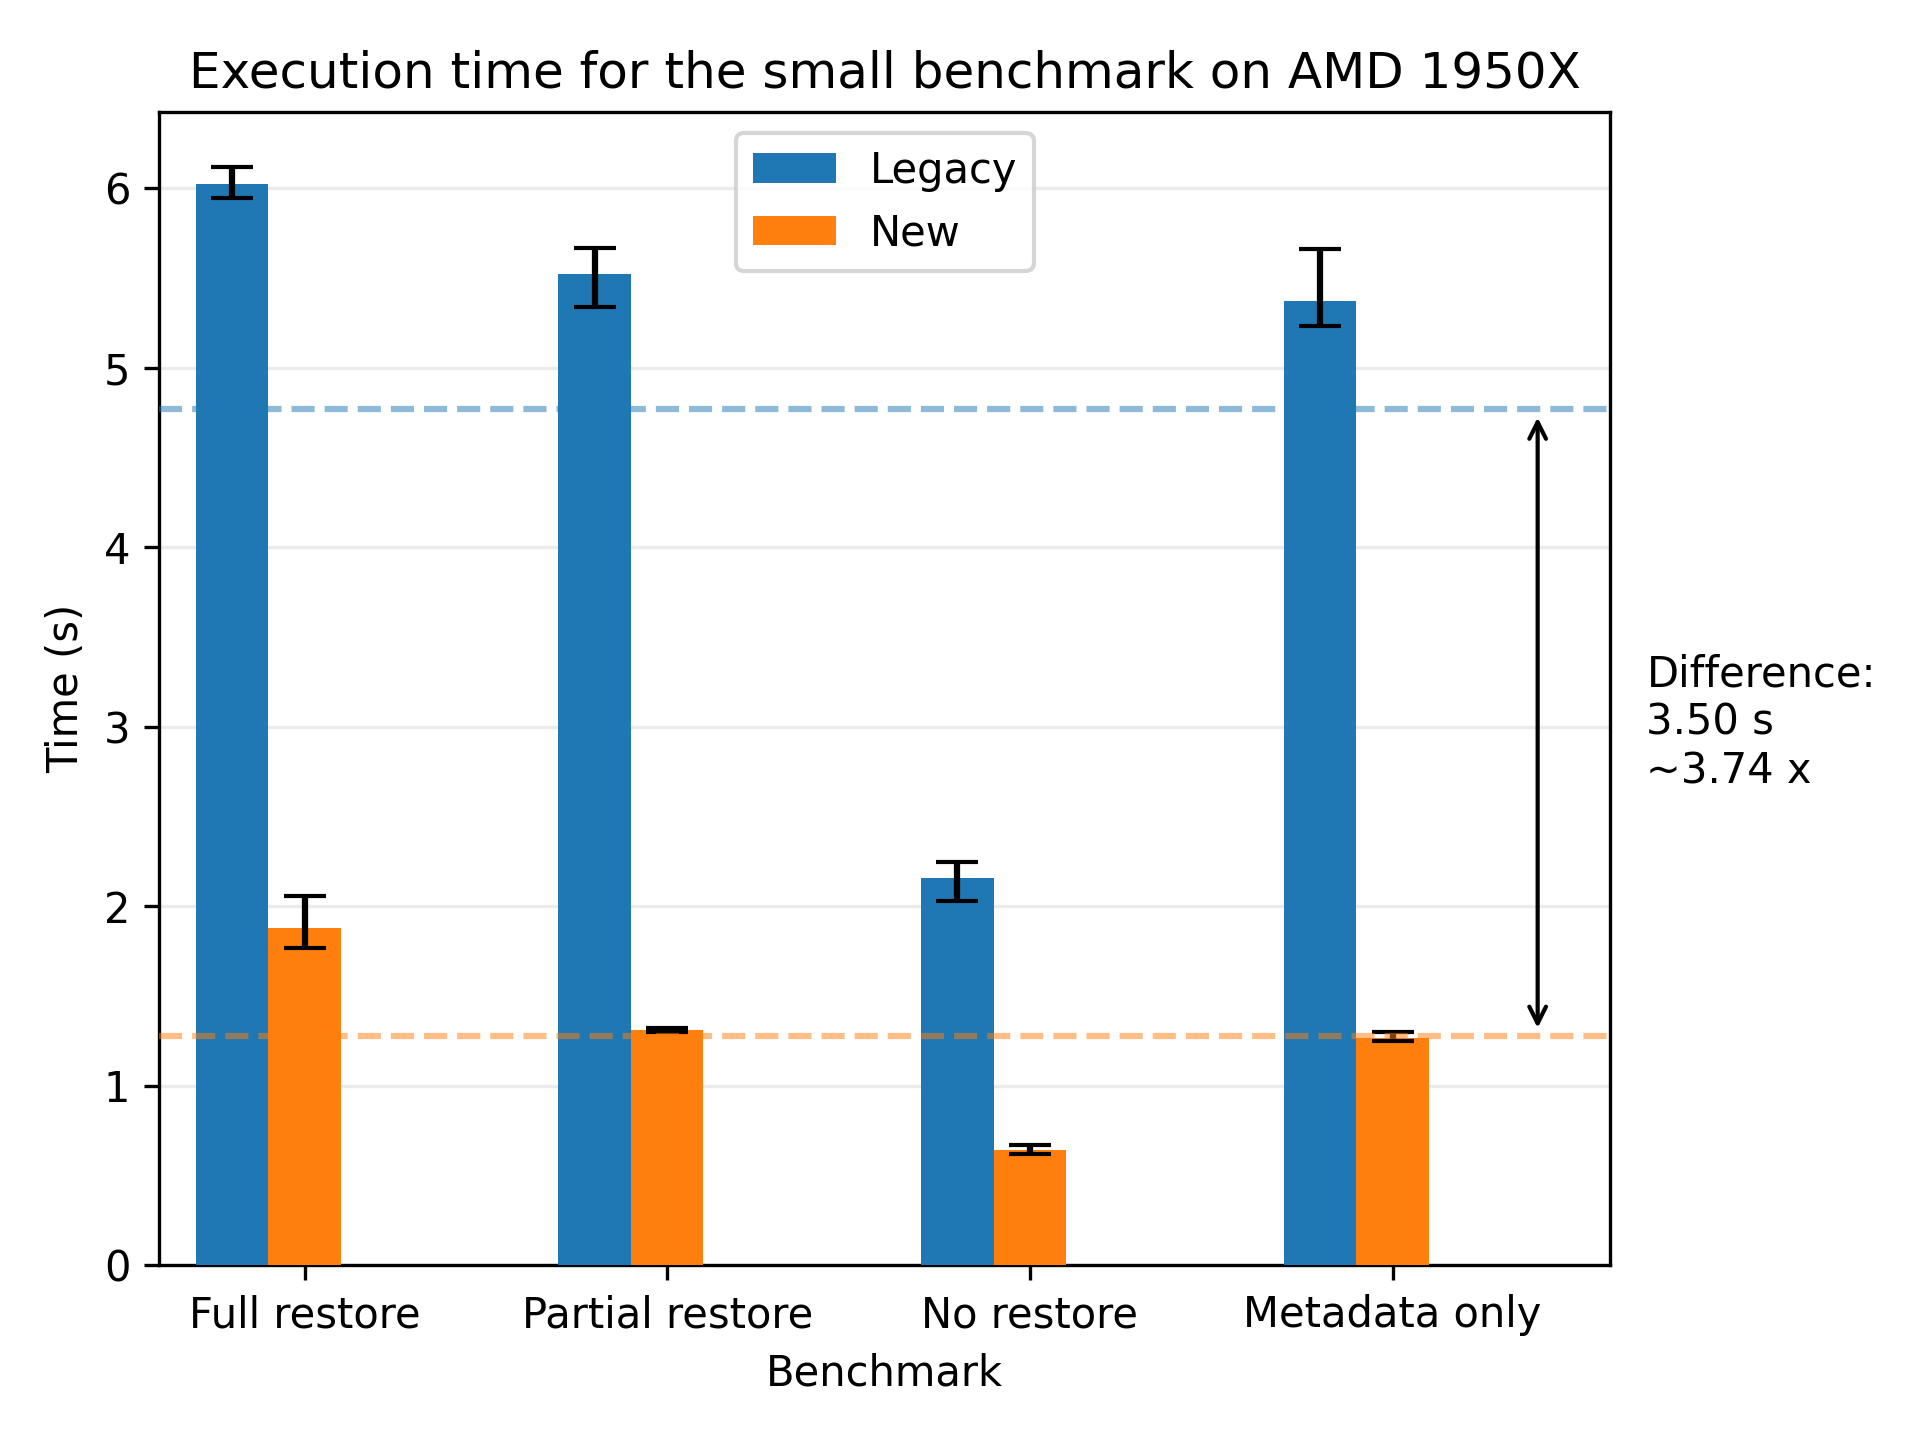 Execution time for the small benchmark on AMD 1950X
Legacy
New
6
5
4
3
2
1
0
Time (s)
Difference:
3.50 s
~3.74 x
Full restore
Partial restore
No restore
Metadata only
Benchmark